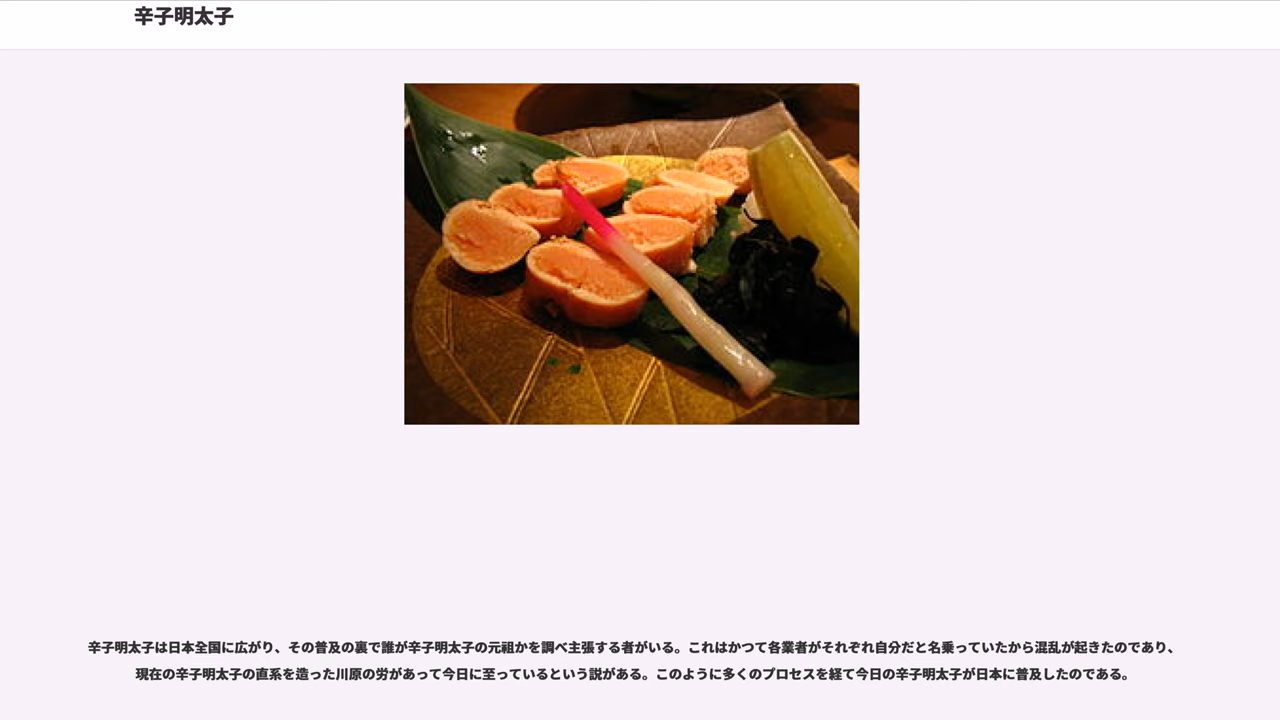 辛子明太子
辛子明太子は日本全国に広がり、その普及の裏で誰が辛子明太子の元祖かを調べ主張する者がいる。これはかつて各業者がそれぞれ自分だと名乗っていたから混乱が起きたのであり、
現在の辛子明太子の直系を造った川原の労があって今日に至っているという説がある。このように多くのプロセスを経て今日の辛子明太子が日本に普及したのである。